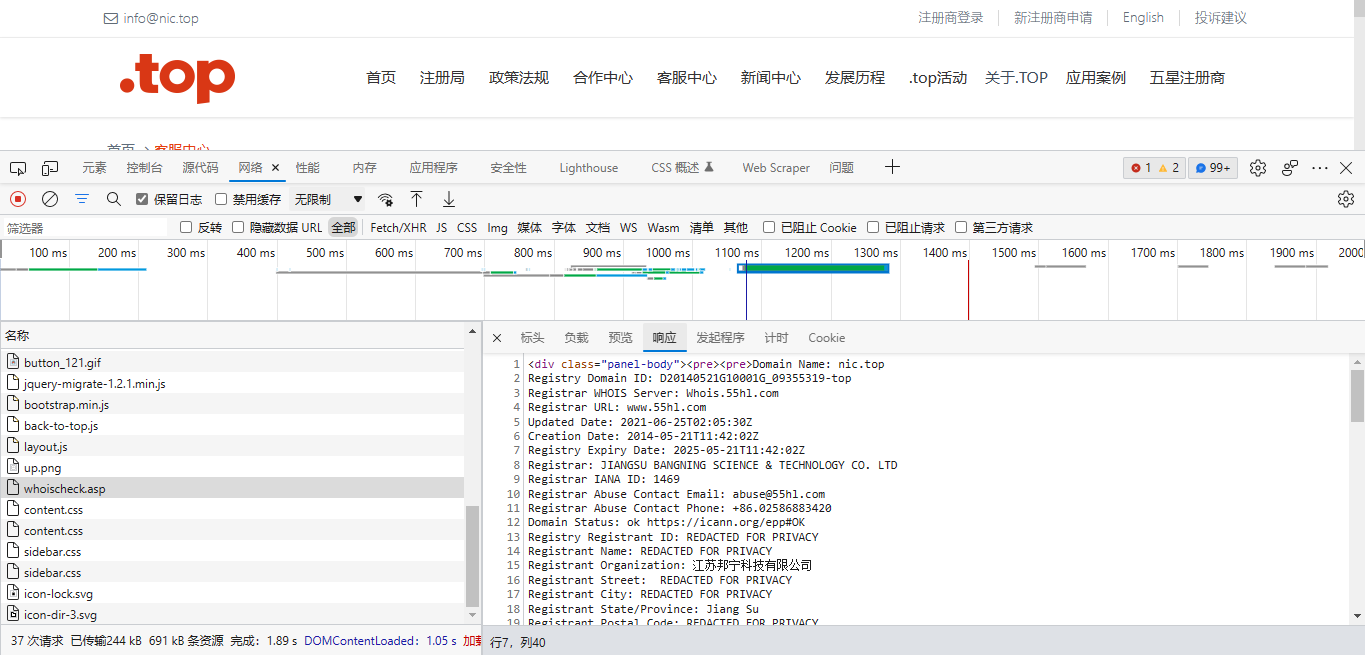 info@nic.top
注册商登录 新注册商申请 English 投诉建议
.top
首页 注册局 政策法规 合作中心 客服中心 新闻中心 发展历程 .top活动 关于.TOP 应用案例 五星注册商
首页 > 客服中心
元素 控制台 源代码 网络 性能 内存 应用程序 安全性 Lighthouse CSS 概述 Web Scraper 问题 1 2 99+
保留日志 禁用缓存 无限制
筛选器 反转 隐藏数据 URL 全部 Fetch/XHR JS CSS Img 媒体 字体 文档 WS Wasm 清单 其他 已阻止 Cookie 已阻止请求 第三方请求
100 ms 200 ms 300 ms 400 ms 500 ms 600 ms 700 ms 800 ms 900 ms 1000 ms 1100 ms 1200 ms 1300 ms 1400 ms 1500 ms 1600 ms 1700 ms 1800 ms 1900 ms 2000
名称
button_121.gif
jquery-migrate-1.2.1.min.js
bootstrap.min.js
back-to-top.js
layout.js
up.png
whoischeck.asp
content.css
content.css
sidebar.css
sidebar.css
icon-lock.svg
icon-dir-3.svg
37 次请求 已传输244 kB 691 kB 条资源 完成: 1.89 s DOMContentLoaded: 1.05 s 加载
标头 负载 预览 响应 发起程序 计时 Cookie
1 <div class="panel-body"><pre><pre>Domain Name: nic.top
2 Registry Domain ID: D20140521G10001G_09355319-top
3 Registrar WHOIS Server: Whois.55hl.com
4 Registrar URL: www.55hl.com
5 Updated Date: 2021-06-25T02:05:30Z
6 Creation Date: 2014-05-21T11:42:02Z
7 Registry Expiry Date: 2025-05-21T11:42:02Z
8 Registrar: JIANGSU BANGNING SCIENCE & TECHNOLOGY CO. LTD
9 Registrar IANA ID: 1469
10 Registrar Abuse Contact Email: abuse@55hl.com
11 Registrar Abuse Contact Phone: +86.02586883420
12 Domain Status: ok https://icann.org/epp#OK
13 Registry Registrant ID: REDACTED FOR PRIVACY
14 Registrant Name: REDACTED FOR PRIVACY
15 Registrant Organization: 江苏邦宁科技有限公司
16 Registrant Street:  REDACTED FOR PRIVACY
17 Registrant City: REDACTED FOR PRIVACY
18 Registrant State/Province: Jiang Su
19 Registrant Postal Code: REDACTED FOR PRIVACY
行7，列40